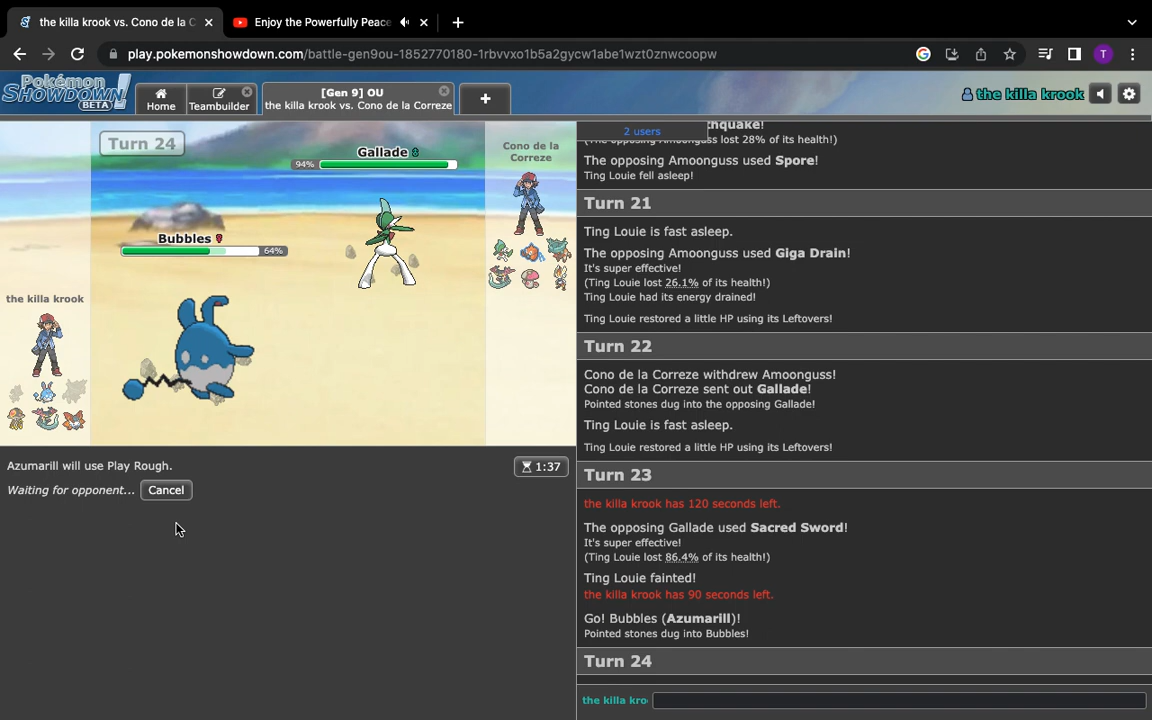 the killa krook vs. Cono de la C
Enjoy the Powerfully Peace
play.pokemonshowdown.com/battle-gen9ou-1852770180-1rbvvxo1b5a2gycw1abe1wzt0znwcoopw
T
Pokémon
SHOWDOWN!
BETA
Home
Teambuilder
[Gen 9] OU
the killa krook vs. Cono de la Correze
the killa krook
Turn 24
Gallade
94%
Bubbles
64%
Cono de la
Correze
the killa krook
Azumarill will use Play Rough.
1:37
Waiting for opponent...
Cancel
2 users
thquake!
(The opposing Amoonguss lost 28% of its health!)
The opposing Amoonguss used Spore!
Ting Louie fell asleep!
Turn 21
Ting Louie is fast asleep.
The opposing Amoonguss used Giga Drain!
It's super effective!
(Ting Louie lost 26.1% of its health!)
Ting Louie had its energy drained!
Ting Louie restored a little HP using its Leftovers!
Turn 22
Cono de la Correze withdrew Amoonguss!
Cono de la Correze sent out Gallade!
Pointed stones dug into the opposing Gallade!
Ting Louie is fast asleep.
Ting Louie restored a little HP using its Leftovers!
Turn 23
the killa krook has 120 seconds left.
The opposing Gallade used Sacred Sword!
It's super effective!
(Ting Louie lost 86.4% of its health!)
Ting Louie fainted!
the killa krook has 90 seconds left.
Go! Bubbles (Azumarill)!
Pointed stones dug into Bubbles!
Turn 24
the killa kro